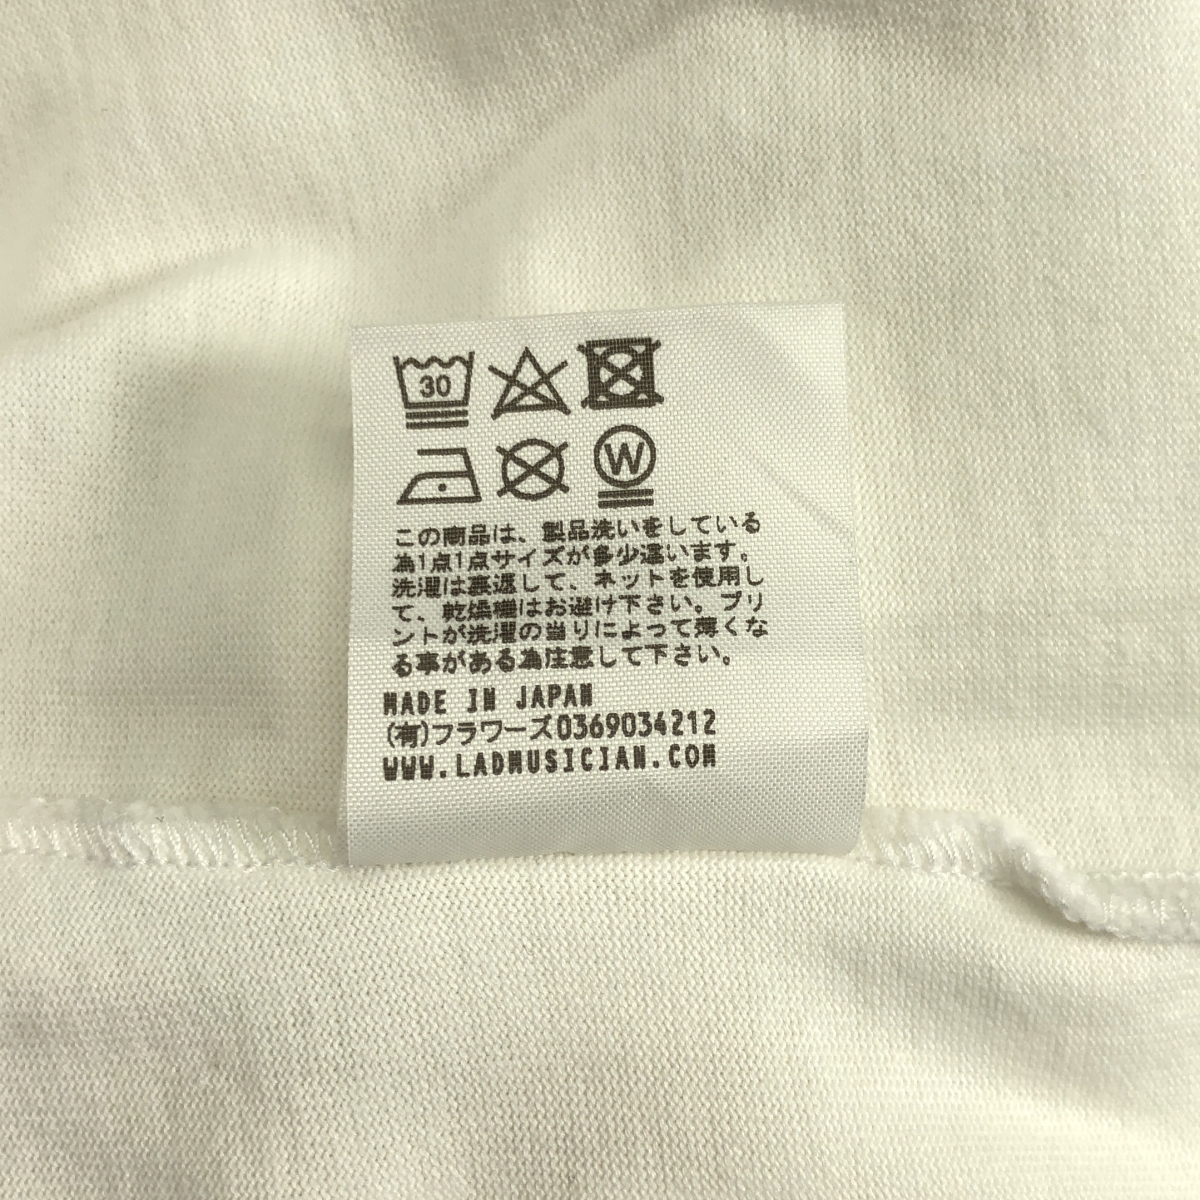 30
W
この商品は、製品洗いをしている
為1点1点サイズが多少違います。
洗濯は裏返して、ネットを使用し
て、乾燥機はお避け下さい。プリ
ントが洗濯の当りによって薄くな
る事がある為注意して下さい。
MADE IN JAPAN
(有)フラワーズ0369034212
WWW.LADMUSICIAN.COM